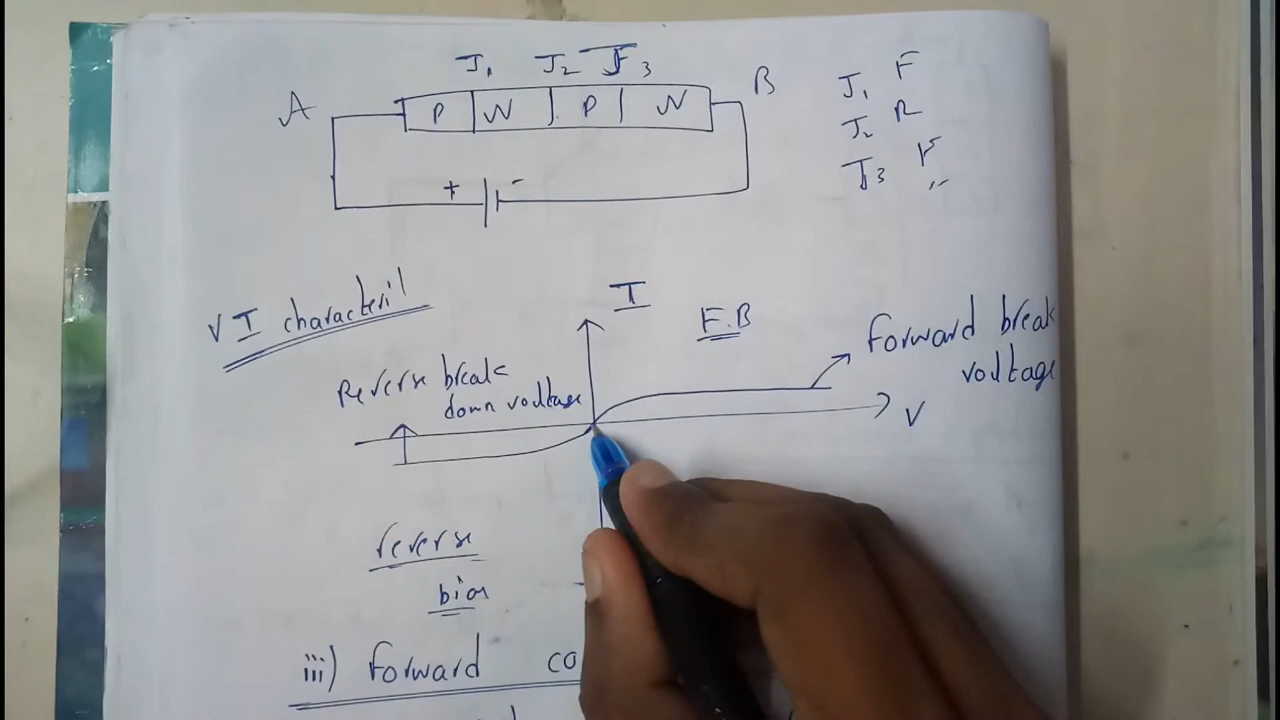 J1 J2 J3
A P N P N B
+ -
J1 F
J2 R
J3 F
VI
I
F.B
Forward break
voltage
Reverse break
down voltage
V
reverse
bias
iii) Forward co